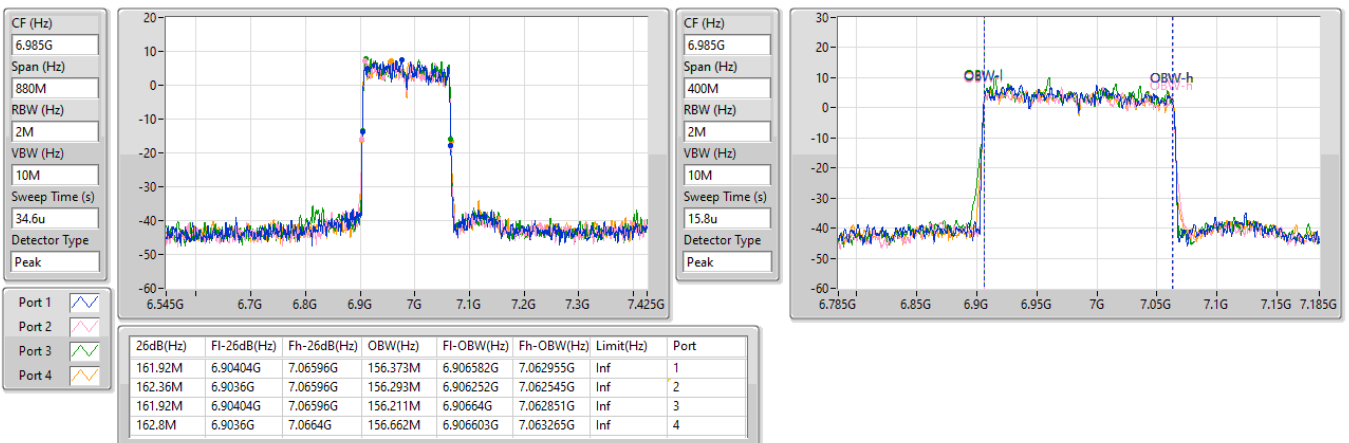 CF (Hz)
6.985G
Span (Hz)
880M
RBW (Hz)
2M
VBW (Hz)
10M
Sweep Time (s)
34.6u
Detector Type
Peak
Port 1
Port 2
Port 3
Port 4
20
10
0
-10
-20
-30
-40
-50
-60
6.545G 6.7G 6.8G 6.9G 7G 7.1G 7.2G 7.3G 7.425G
CF (Hz)
6.985G
Span (Hz)
400M
RBW (Hz)
2M
VBW (Hz)
10M
Sweep Time (s)
15.8u
Detector Type
Peak
30
20
10
0
-10
-20
-30
-40
-50
-60
OBW-l OBW-h
OBW-h
6.785G 6.85G 6.9G 6.95G 7G 7.05G 7.1G 7.15G 7.185G
26dB(Hz) Fl-26dB(Hz) Fh-26dB(Hz) OBW(Hz) Fl-OBW(Hz) Fh-OBW(Hz) Limit(Hz) Port
161.92M 6.90404G 7.06596G 156.373M 6.906582G 7.062955G Inf 1
162.36M 6.9036G 7.06596G 156.293M 6.906252G 7.062545G Inf 2
161.92M 6.90404G 7.06596G 156.211M 6.90664G 7.062851G Inf 3
162.8M 6.9036G 7.0664G 156.662M 6.906603G 7.063265G Inf 4